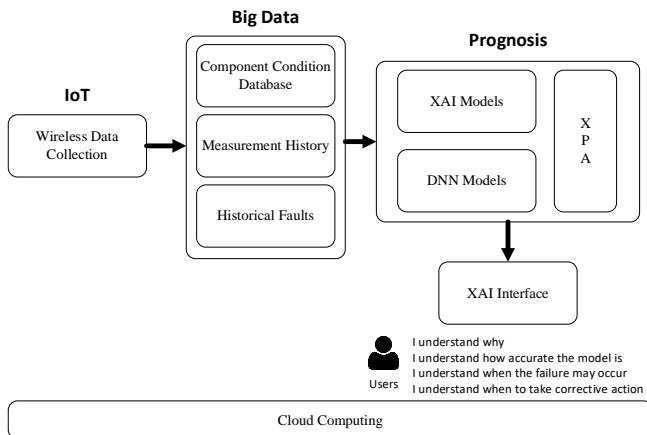 Big Data
Prognosis
IoT
Component Condition
Database
XAI Models
X
P
A
Wireless Data
Collection
Measurement History
DNN Models
Historical Faults
XAI Interface
I understand why
I understand how accurate the model is
I understand when the failure may occur
I understand when to take corrective action
Users
Cloud Computing